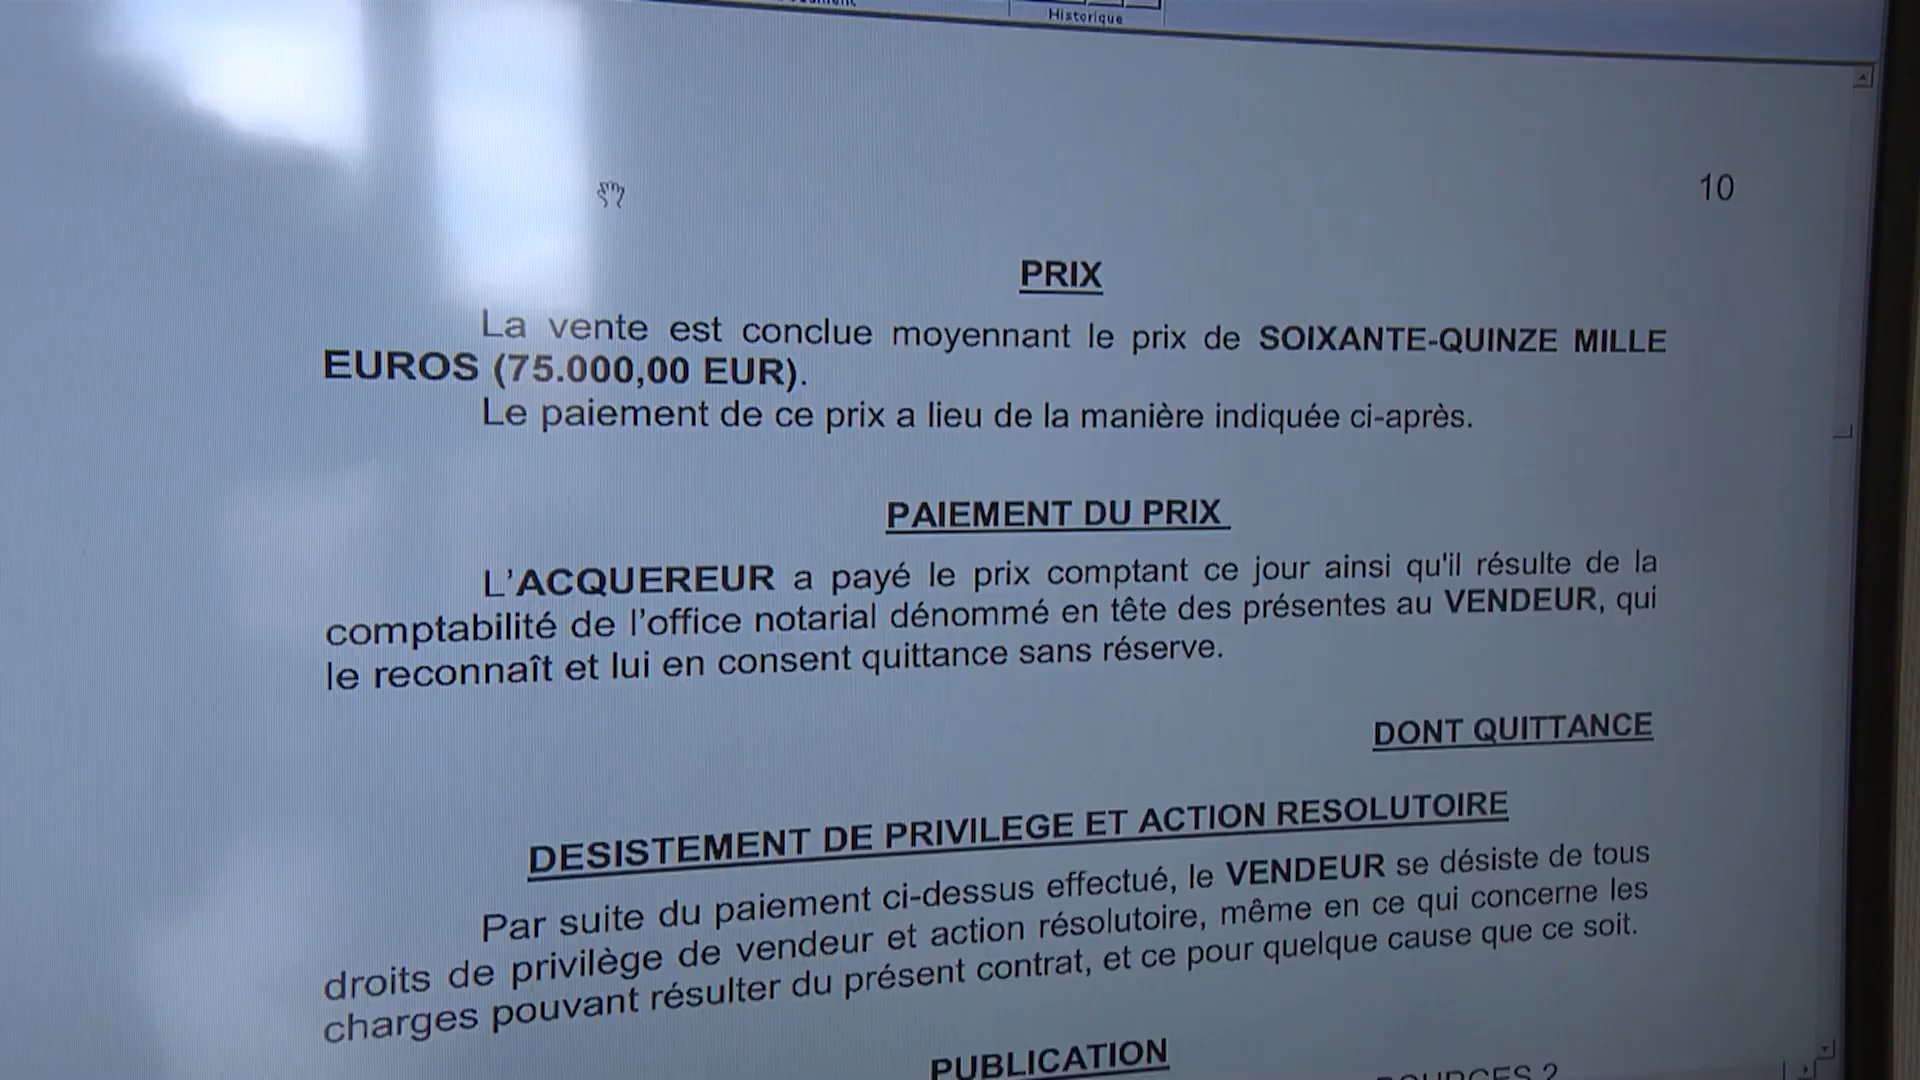 Historique
10
PRIX
La vente est conclue moyennant le prix de SOIXANTE-QUINZE MILLE
EUROS (75.000,00 EUR).
Le paiement de ce prix a lieu de la manière indiquée ci-après.
PAIEMENT DU PRIX
L'ACQUEREUR a payé le prix comptant ce jour ainsi qu'il résulte de la
comptabilité de l'office notarial dénommé en tête des présentes au VENDEUR, qui
le reconnaît et lui en consent quittance sans réserve.
DONT QUITTANCE
DESISTEMENT DE PRIVILEGE ET ACTION RESOLUTOIRE
Par suite du paiement ci-dessus effectué, le VENDEUR se désiste de tous
droits de privilège de vendeur et action résolutoire, même en ce qui concerne les
charges pouvant résulter du présent contrat, et ce pour quelque cause que ce soit.
PUBLICATION